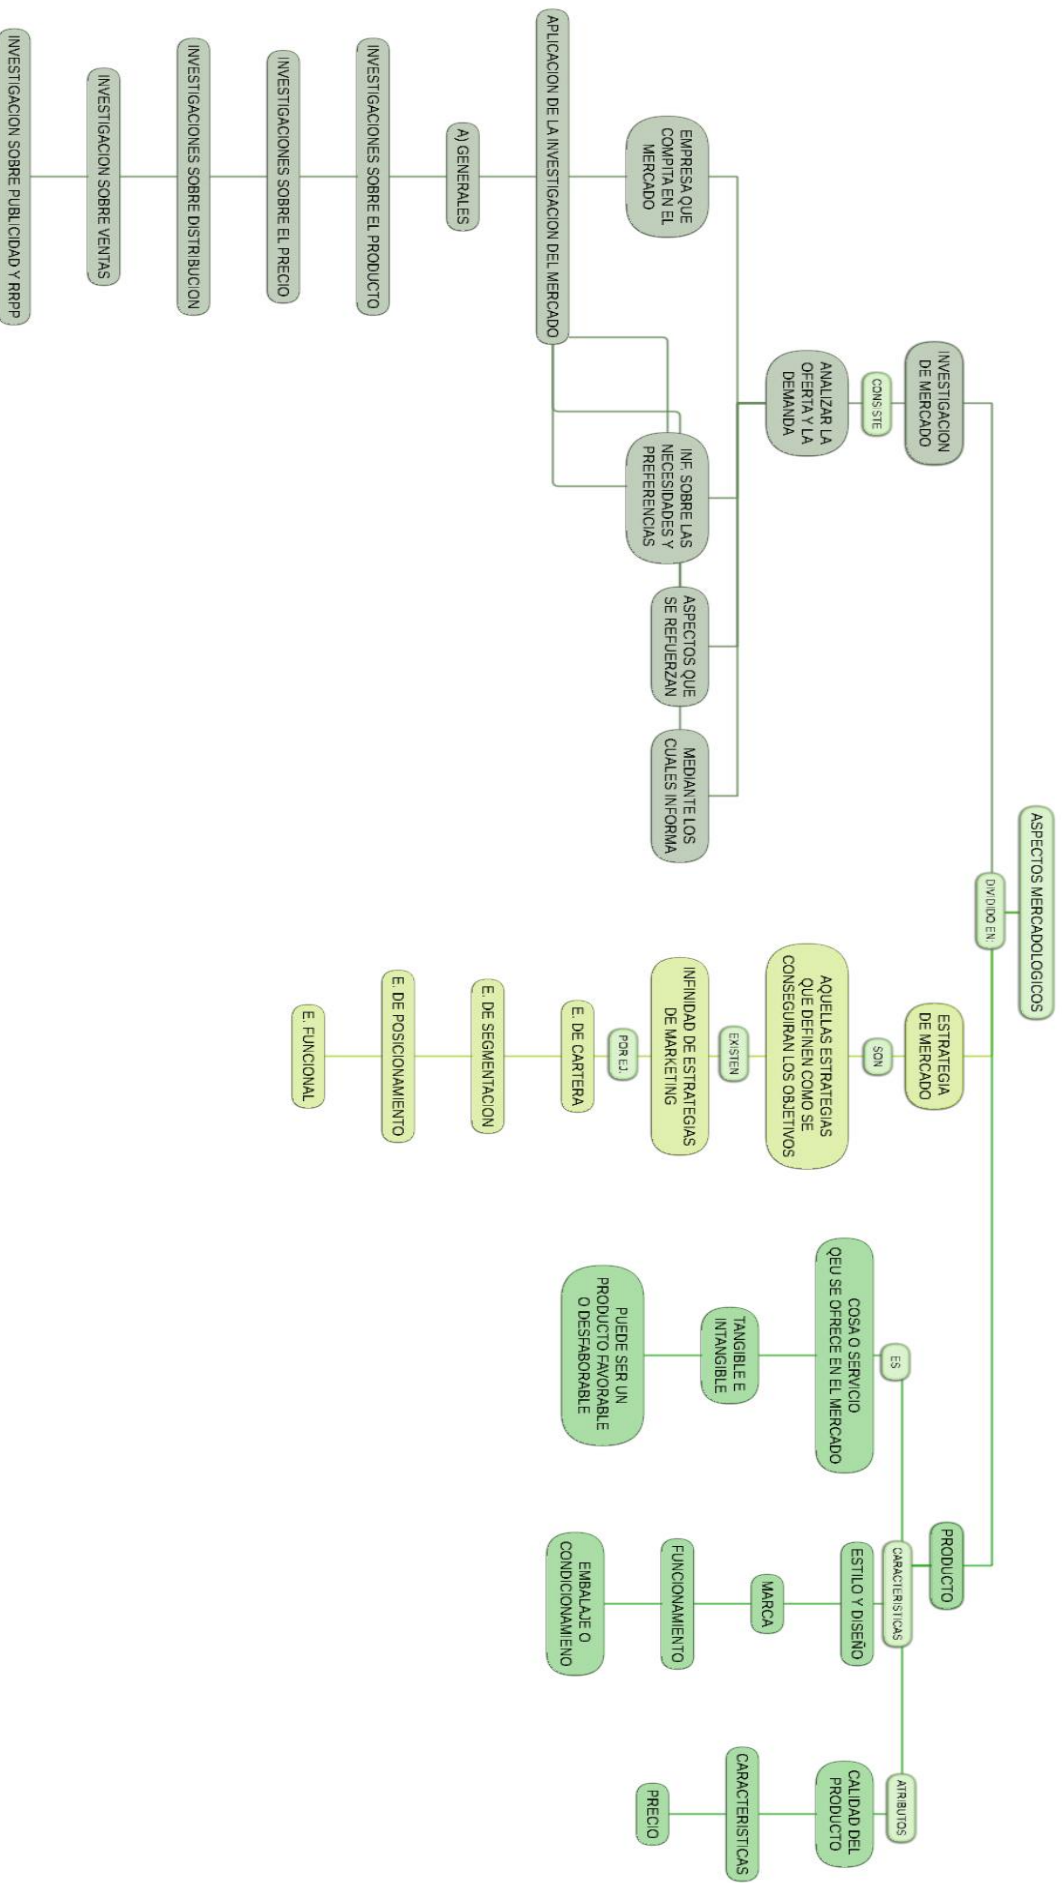 ASPECTOS MERCADOLOGICOS
DIVIDIDO EN:
INVESTIGACION
DE MERCADO
CONSISTE
ANALIZAR LA
OFERTA Y LA
DEMANDA
EMPRESA QUE
COMPITA EN EL
MERCADO
INF. SOBRE LAS
NECESIDADES Y
PREFERENCIAS
ASPECTOS QUE
SE REFUERZAN
MEDIANTE LOS
CUALES INFORMA
APLICACION DE LA INVESTIGACION DEL MERCADO
A) GENERALES
INVESTIGACIONES SOBRE EL PRODUCTO
INVESTIGACIONES SOBRE EL PRECIO
INVESTIGACIONES SOBRE DISTRIBUCION
INVESTIGACION SOBRE VENTAS
INVESTIGACION SOBRE PUBLICIDAD Y RRPP
ESTRATEGIA
DE MERCADO
SON
AQUELLAS ESTRATEGIAS
QUE DEFINEN COMO SE
CONSEGUIRAN LOS OBJETIVOS
EXISTEN
INFINIDAD DE ESTRATEGIAS
DE MARKETING
POR EJ.
E. DE CARTERA
E. DE SEGMENTACION
E. DE POSICIONAMIENTO
E. FUNCIONAL
PRODUCTO
ES
COSA O SERVICIO
QEU SE OFRECE EN EL MERCADO
TANGIBLE E
INTANGIBLE
PUEDE SER UN
PRODUCTO FAVORABLE
O DESFABORABLE
CARACTERISTICAS
ESTILO Y DISEÑO
MARCA
FUNCIONAMIENTO
EMBALAJE O
CONDICIONAMIENO
ATRIBUTOS
CALIDAD DEL
PRODUCTO
CARACTERISTICAS
PRECIO